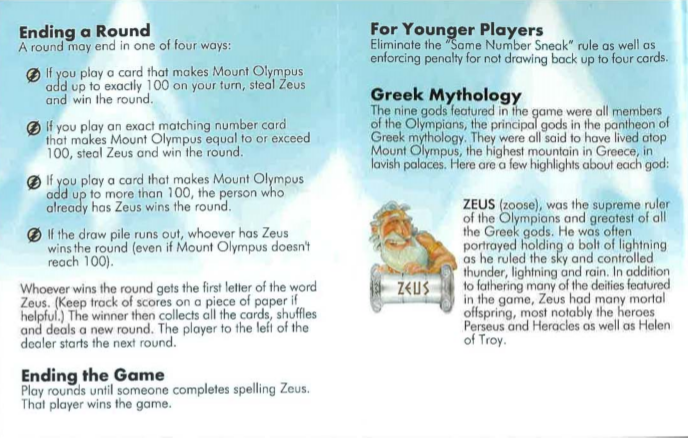 Ending a Round
A round may end in one of four ways:
If you play a card that makes Mount Olympus
add up to exactly 100 on your turn, steal Zeus
and win the round.
If you play an exact matching number card
that makes Mount Olympus equal to or exceed
100, steal Zeus and win the round.
If you play a card that makes Mount Olympus
add up to more than 100, the person who
already has Zeus wins the round.
If the draw pile runs out, whoever has Zeus
wins the round (even if Mount Olympus doesn't
reach 100).
Whoever wins the round gets the first letter of the word
Zeus. (Keep track of scores on a piece of paper if
helpful.) The winner then collects all the cards, shuffles
and deals a new round. The player to the left of the
dealer starts the next round.
Ending the Game
Play rounds until someone completes spelling Zeus.
That player wins the game.
For Younger Players
Eliminate the "Same Number Sneak" rule as well as
enforcing penalty for not drawing back up to four cards.
Greek Mythology
The nine gods featured in the game were all members
of the Olympians, the principal gods in the pantheon of
Greek mythology. They were all said to have lived atop
Mount Olympus, the highest mountain in Greece, in
lavish palaces. Here are a few highlights about each god:
ZEUS
ZEUS (zoose), was the supreme ruler
of the Olympians and greatest of all
the Greek gods. He was often
portrayed holding a bolt of lightning
as he ruled the sky and controlled
thunder, lightning and rain. In addition
to fathering many of the deities featured
in the game, Zeus had many mortal
offspring, most notably the heroes
Perseus and Heracles as well as Helen
of Troy.